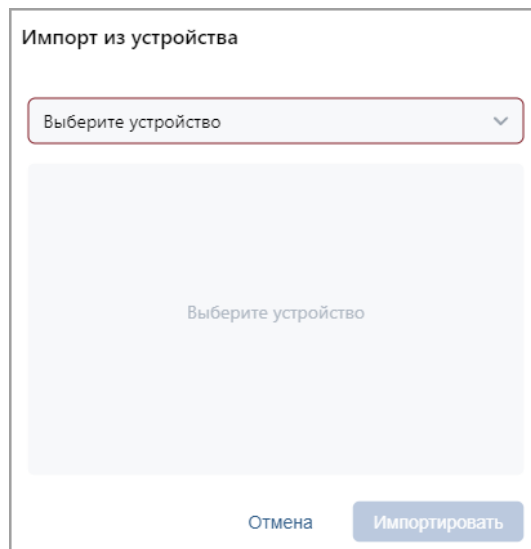 Импорт из устройства
Выберите устройство
Выберите устройство
Отмена Импортировать